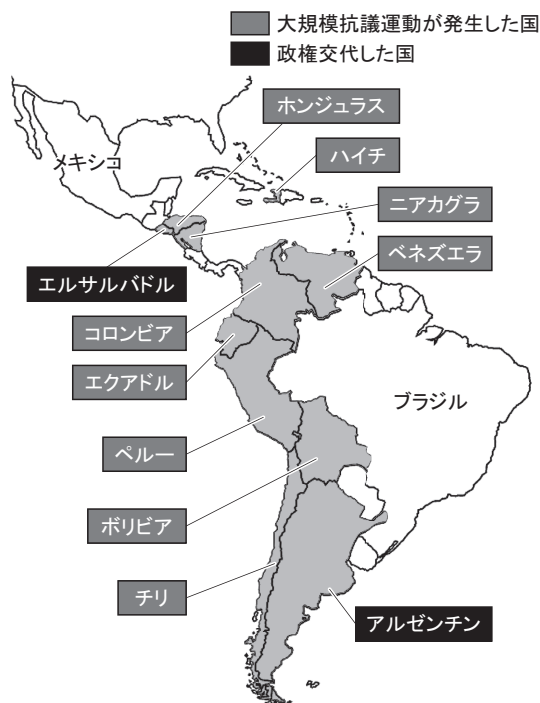 大規模抗議運動が発生した国
政権交代した国
ホンジュラス
メキシコ
ハイチ
ニアカグラ
エルサルバドル
ベネズエラ
コロンビア
エクアドル
ブラジル
ペルー
ボリビア
チリ
アルゼンチン